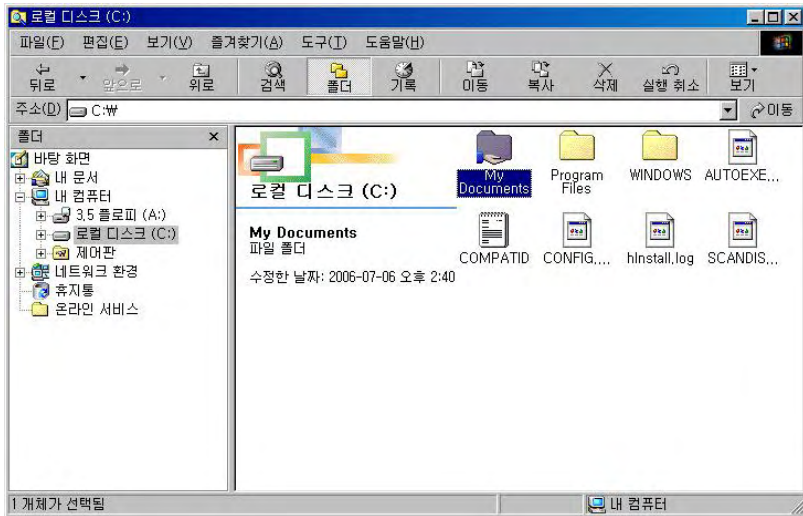 로컬 디스크 (C:)
파일(F) 편집(E) 보기(V) 즐겨찾기(A) 도구(T) 도움말(H)
뒤로 앞으로 위로 검색 폴더 기록 이동 복사 삭제 실행 취소 보기
주소(D) C:₩ 이동
폴더
바탕 화면
내 문서
내 컴퓨터
3.5 플로피 (A:)
로컬 디스크 (C:)
제어판
네트워크 환경
휴지통
온라인 서비스
로컬 디스크 (C:)
My Documents
파일 폴더
수정한 날짜: 2006-07-06 오후 2:40
My Documents
Program Files
WINDOWS
AUTOEXE...
COMPATID
CONFIG,...
hInstall,log
SCANDIS...
1 개체가 선택됨
내 컴퓨터